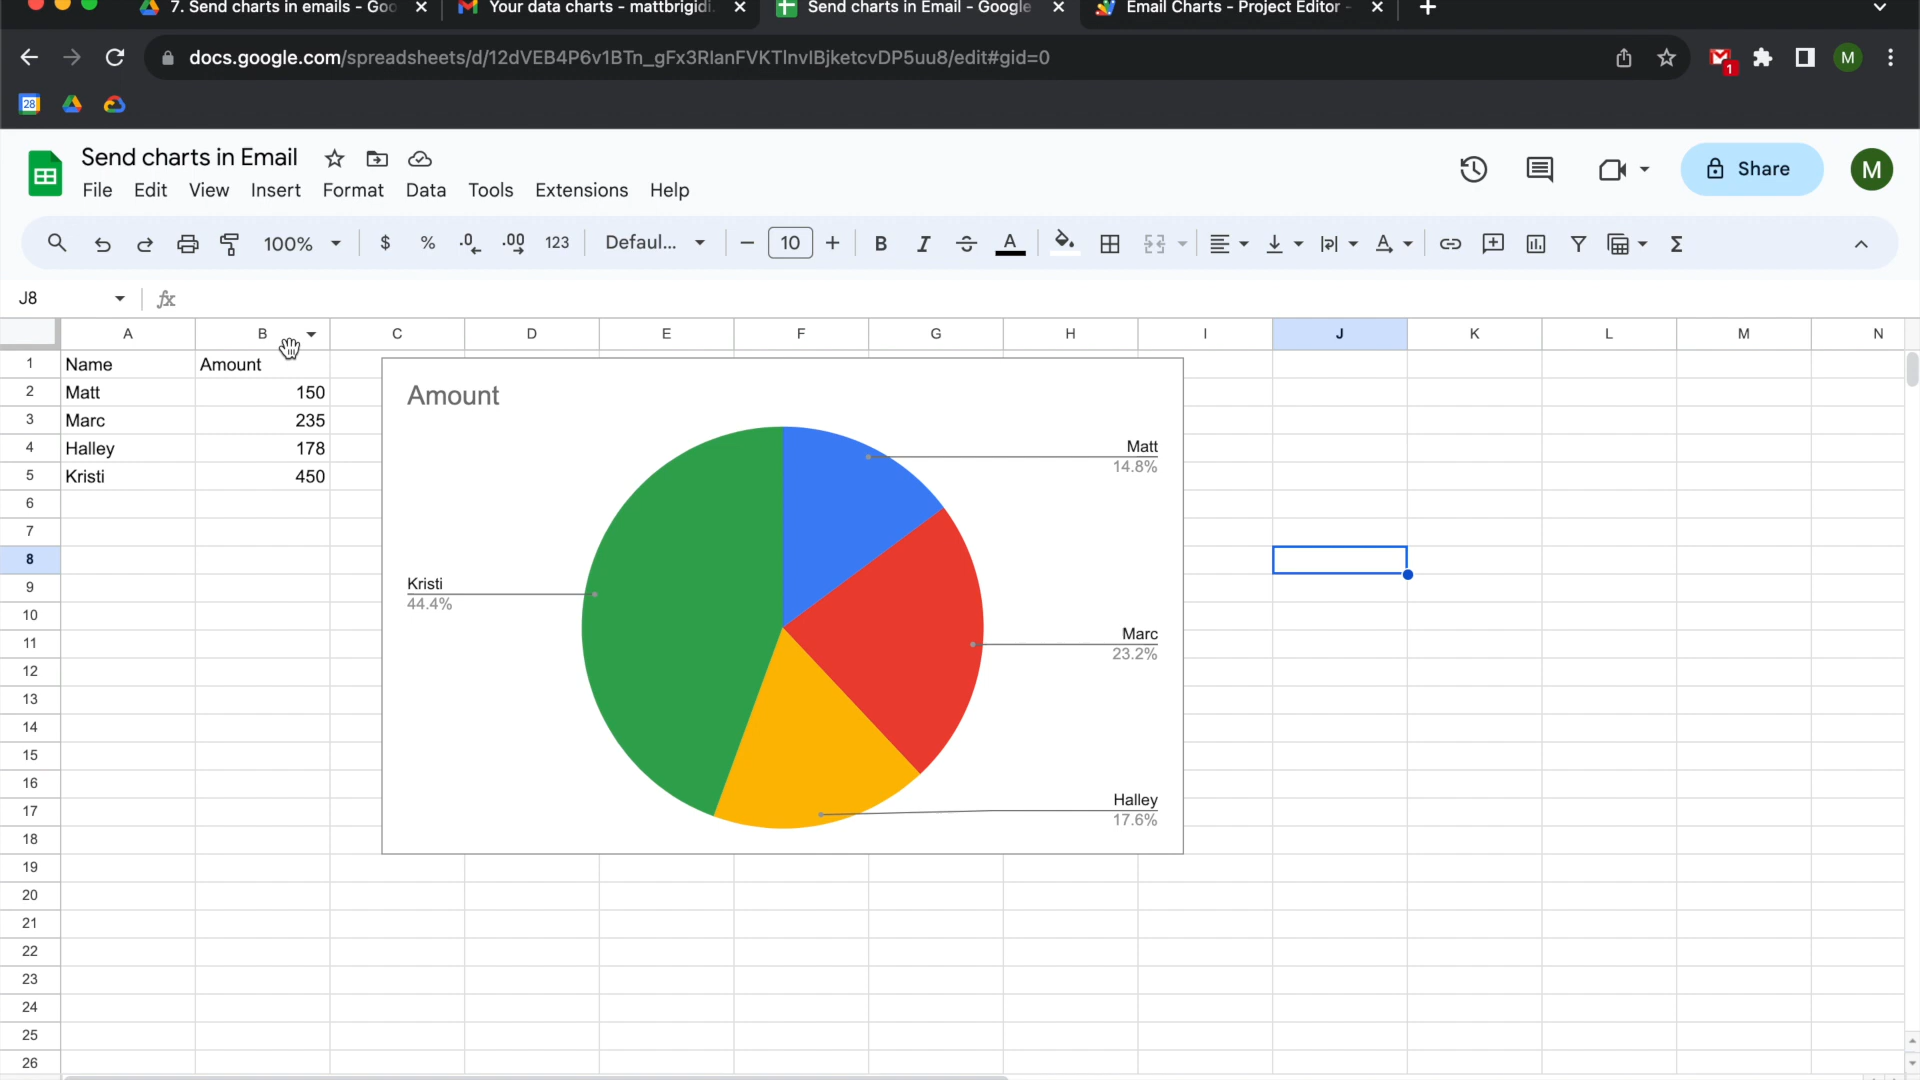 7. Send charts in emails - Goo
Your data charts - mattbrigidi.
Send charts in Email - Google
Email Charts - Project Editor -
docs.google.com/spreadsheets/d/12dVEB4P6v1BTn_gFx3RlanFVKTlnvlBjketcvDP5uu8/edit#gid=0
1
M
28
Send charts in Email
File Edit View Insert Format Data Tools Extensions Help
Share
M
100% $ % .0 .00 123 Defaul... 10 B I A
J8
fx
A B C D E F G H I J K L M N
1 Name Amount
2 Matt 150
3 Marc 235
4 Halley 178
5 Kristi 450
6
7
8
9
10
11
12
13
14
15
16
17
18
19
20
21
22
23
24
25
26
Amount
Matt
14.8%
Kristi
44.4%
Marc
23.2%
Halley
17.6%